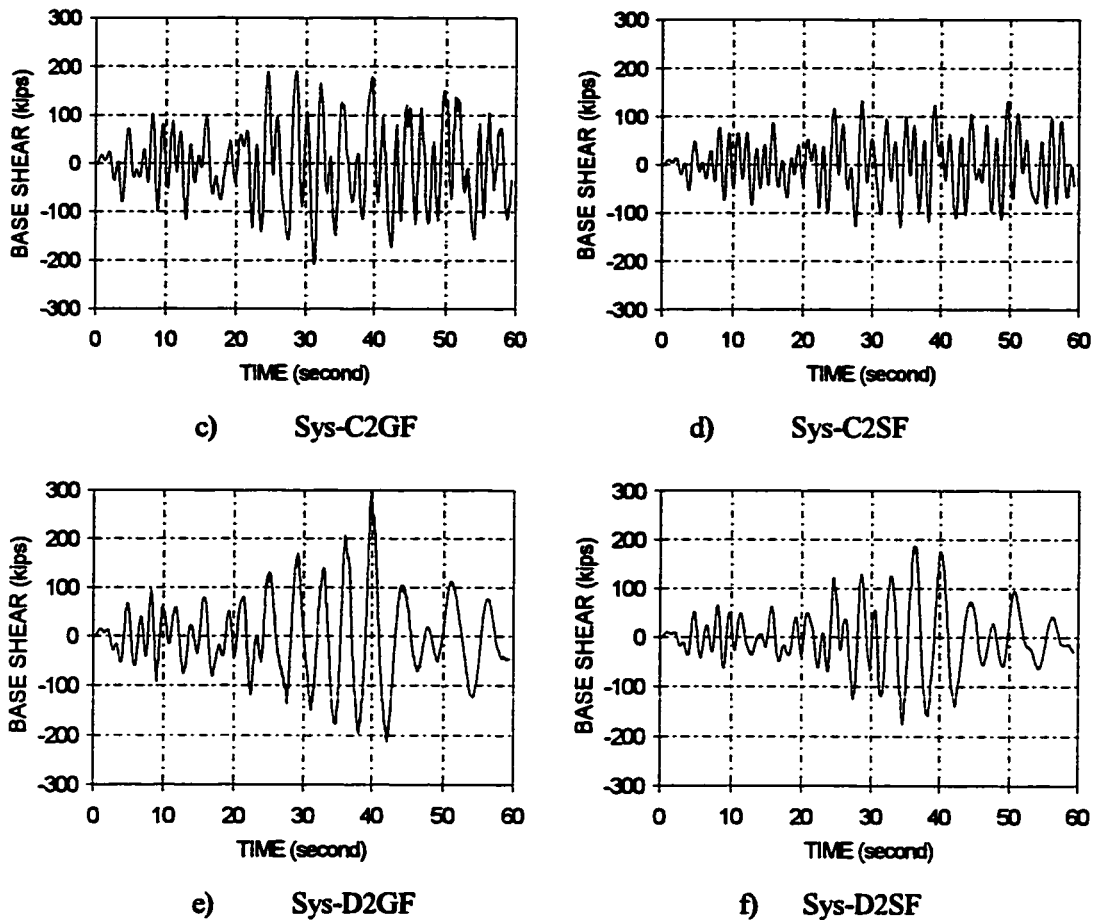 300
200
100
0
-100
-200
-300
BASE SHEAR (kips)
0 10 20 30 40 50 60
TIME (second)
c) Sys-C2GF
300
200
100
0
-100
-200
-300
BASE SHEAR (kips)
0 10 20 30 40 50 60
TIME (second)
d) Sys-C2SF
300
200
100
0
-100
-200
-300
BASE SHEAR (kips)
0 10 20 30 40 50 60
TIME (second)
e) Sys-D2GF
300
200
100
0
-100
-200
-300
BASE SHEAR (kips)
0 10 20 30 40 50 60
TIME (second)
f) Sys-D2SF